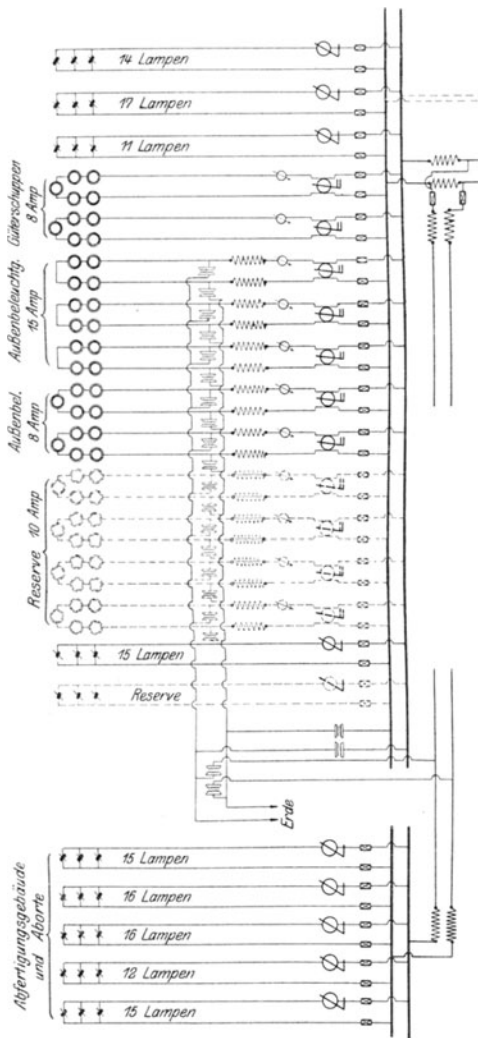 14 Lampen
17 Lampen
11 Lampen
Güterschuppen
8 Amp
Außenbeleuchtg.
15 Amp
Außenbel.
8 Amp
Reserve 10 Amp
15 Lampen
Reserve
Erde
Abfertigungsgebäude
und Aborte
15 Lampen
16 Lampen
16 Lampen
12 Lampen
15 Lampen